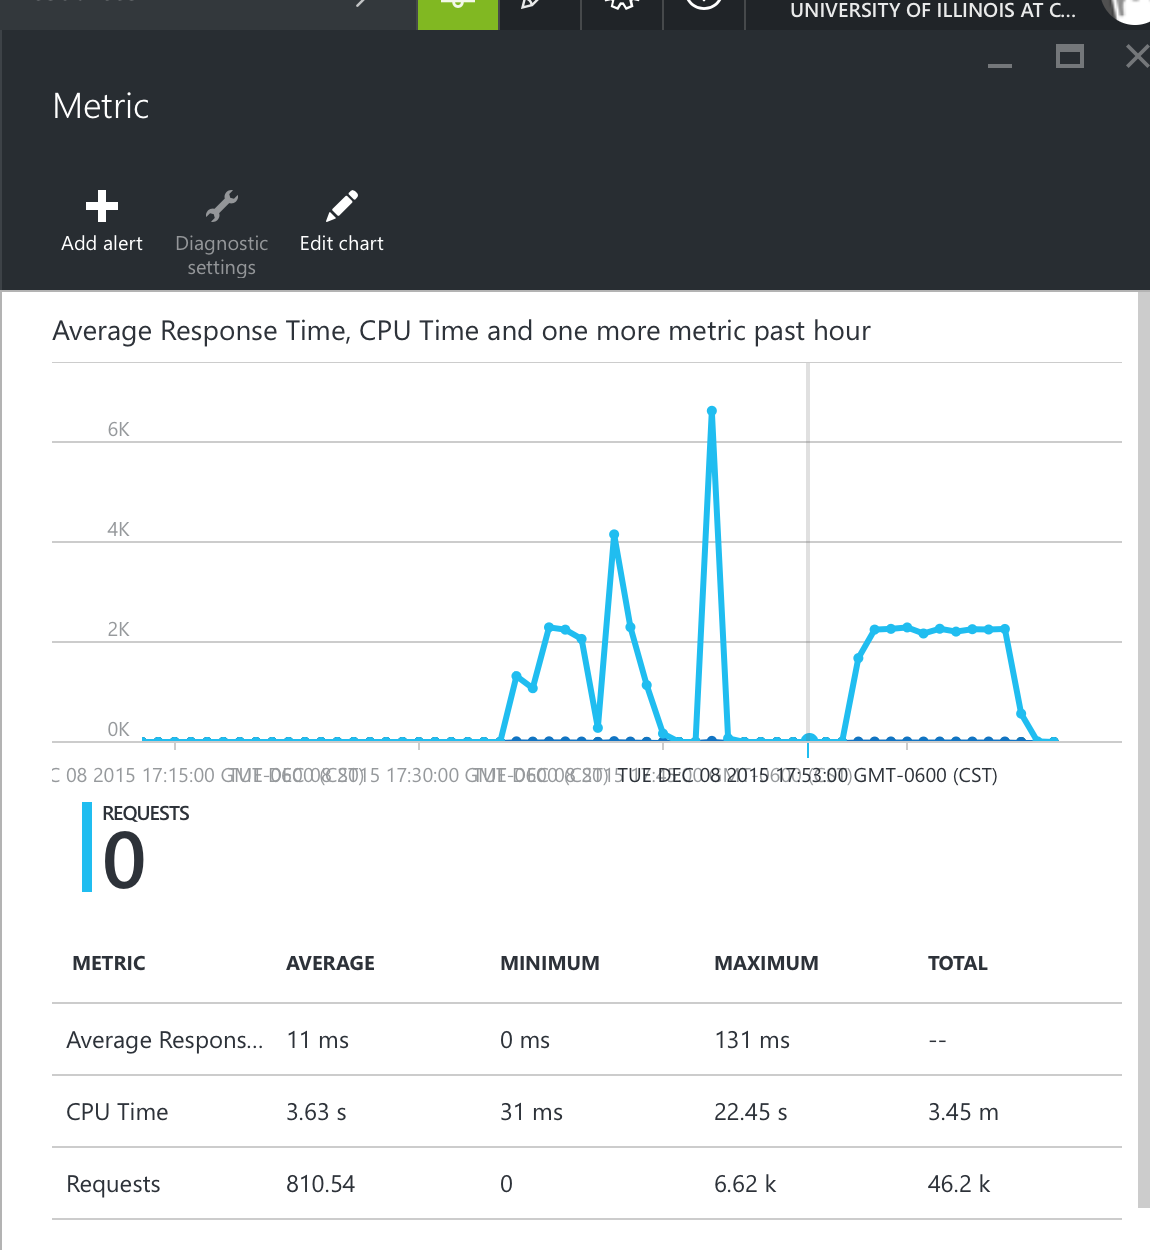 UNIVERSITY OF ILLINOIS AT C...
Metric
Add alert
Diagnostic settings
Edit chart
Average Response Time, CPU Time and one more metric past hour
6K
4K
2K
0K
C 08 2015 17:15:00 GMT-0600 (CST)
TUE DEC 08 2015 17:30:00 GMT-0600 (CST)
TUE DEC 08 2015 17:53:00 GMT-0600 (CST)
REQUESTS
0
METRIC AVERAGE MINIMUM MAXIMUM TOTAL
Average Respons... 11 ms 0 ms 131 ms --
CPU Time 3.63 s 31 ms 22.45 s 3.45 m
Requests 810.54 0 6.62 k 46.2 k